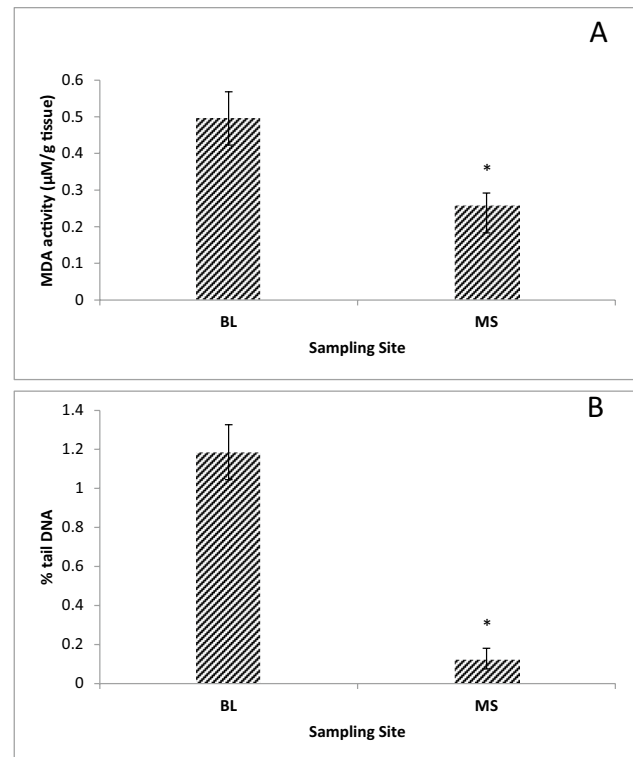 A
MDA activity (µM/g tissue)
0.6
0.5
0.4
0.3
0.2
0.1
0
*
BL
MS
Sampling Site
B
% tail DNA
1.4
1.2
1
0.8
0.6
0.4
0.2
0
*
BL
MS
Sampling Site